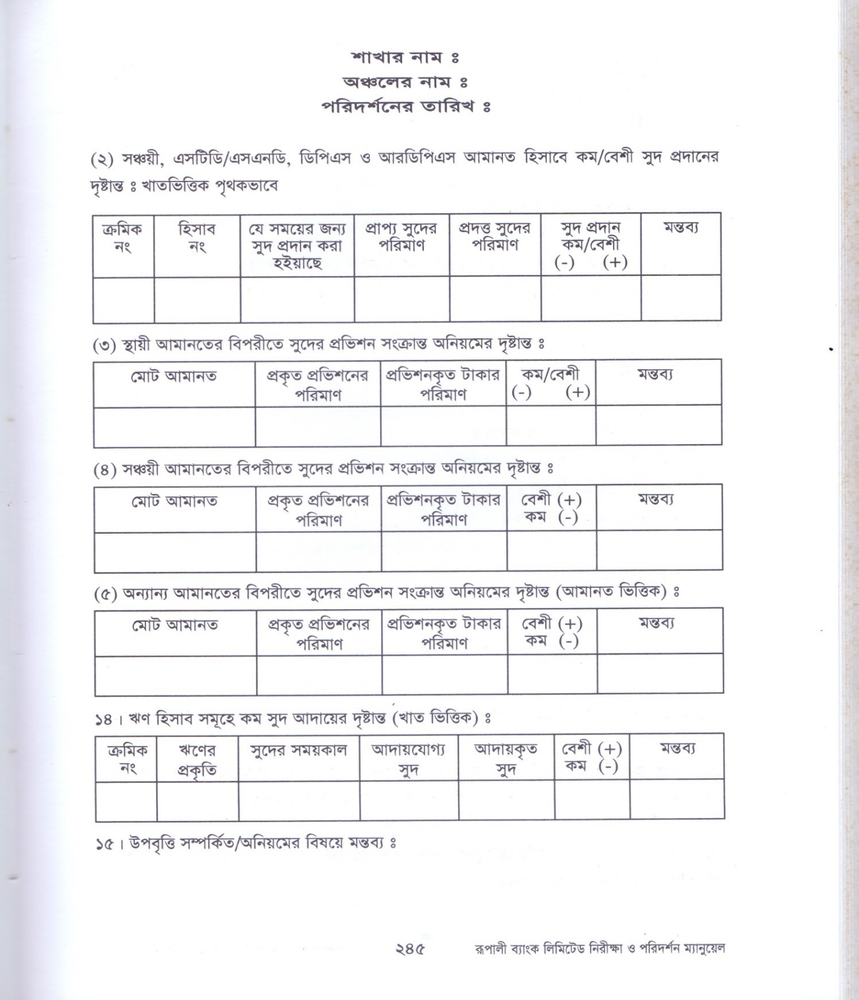 শাখার নাম ঃ
অঞ্চলের নাম ঃ
পরিদর্শনের তারিখ ঃ
(২) সঞ্চয়ী, এসটিডি/এসএনডি, ডিপিএস ও আরডিপিএস আমানত হিসাবে কম/বেশী সুদ প্রদানের
দৃষ্টান্ত ঃ খাতভিত্তিক পৃথকভাবে
ক্রমিক হিসাব যে সময়ের জন্য প্রাপ্য সুদের প্রদত্ত সুদের সুদ প্রদান মন্তব্য
নং নং সুদ প্রদান করা পরিমাণ পরিমাণ কম/বেশী
হইয়াছে (-) (+)
(৩) স্থায়ী আমানতের বিপরীতে সুদের প্রভিশন সংক্রান্ত অনিয়মের দৃষ্টান্ত ঃ
মোট আমানত প্রকৃত প্রভিশনের প্রভিশনকৃত টাকার কম/বেশী মন্তব্য
পরিমাণ পরিমাণ (-) (+)
(৪) সঞ্চয়ী আমানতের বিপরীতে সুদের প্রভিশন সংক্রান্ত অনিয়মের দৃষ্টান্ত ঃ
মোট আমানত প্রকৃত প্রভিশনের প্রভিশনকৃত টাকার বেশী (+) মন্তব্য
পরিমাণ পরিমাণ কম (-)
(৫) অন্যান্য আমানতের বিপরীতে সুদের প্রভিশন সংক্রান্ত অনিয়মের দৃষ্টান্ত (আমানত ভিত্তিক) ঃ
মোট আমানত প্রকৃত প্রভিশনের প্রভিশনকৃত টাকার বেশী (+) মন্তব্য
পরিমাণ পরিমাণ কম (-)
১৪। ঋণ হিসাব সমূহে কম সুদ আদায়ের দৃষ্টান্ত (খাত ভিত্তিক) ঃ
ক্রমিক ঋণের সুদের সময়কাল আদায়যোগ্য আদায়কৃত বেশী (+) মন্তব্য
নং প্রকৃতি সুদ সুদ কম (-)
১৫। উপবৃত্তি সম্পর্কিত/অনিয়মের বিষয়ে মন্তব্য ঃ
২৪৫ রূপালী ব্যাংক লিমিটেড নিরীক্ষা ও পরিদর্শন ম্যানুয়েল